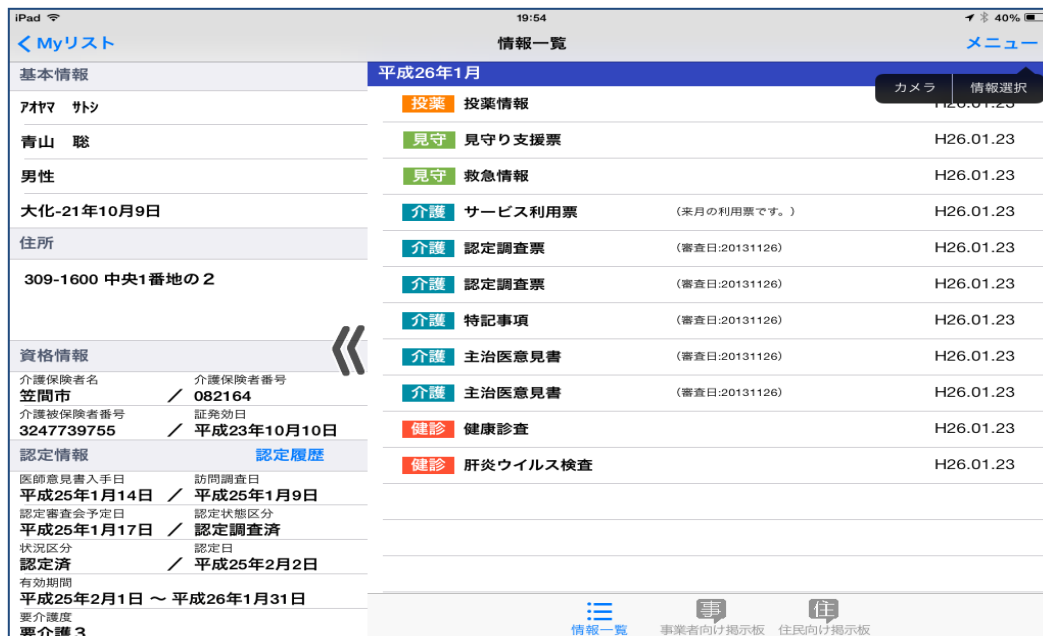 iPad 19:54 40%
Myリスト 情報一覧 メニュー
カメラ 情報選択
基本情報
ｱｵﾔﾏ ｻﾄｼ
青山 聡
男性
大化-21年10月9日
住所
309-1600 中央1番地の2
資格情報
介護保険者名 介護保険者番号
笠間市 / 082164
介護被保険者番号 証発効日
3247739755 / 平成23年10月10日
認定情報 認定履歴
医師意見書入手日 訪問調査日
平成25年1月14日 / 平成25年1月9日
認定審査会予定日 認定状態区分
平成25年1月17日 / 認定調査済
状況区分 認定日
認定済 / 平成25年2月2日
有効期間
平成25年2月1日 ～ 平成26年1月31日
要介護度
要介護3
平成26年1月
投薬 投薬情報 H26.01.23
見守 見守り支援票 H26.01.23
見守 救急情報 H26.01.23
介護 サービス利用票 （来月の利用票です。） H26.01.23
介護 認定調査票 （審査日:20131126） H26.01.23
介護 認定調査票 （審査日:20131126） H26.01.23
介護 特記事項 （審査日:20131126） H26.01.23
介護 主治医意見書 （審査日:20131126） H26.01.23
介護 主治医意見書 （審査日:20131126） H26.01.23
健診 健康診査 H26.01.23
健診 肝炎ウイルス検査 H26.01.23
事 住
情報一覧 事業者向け掲示板 住民向け掲示板